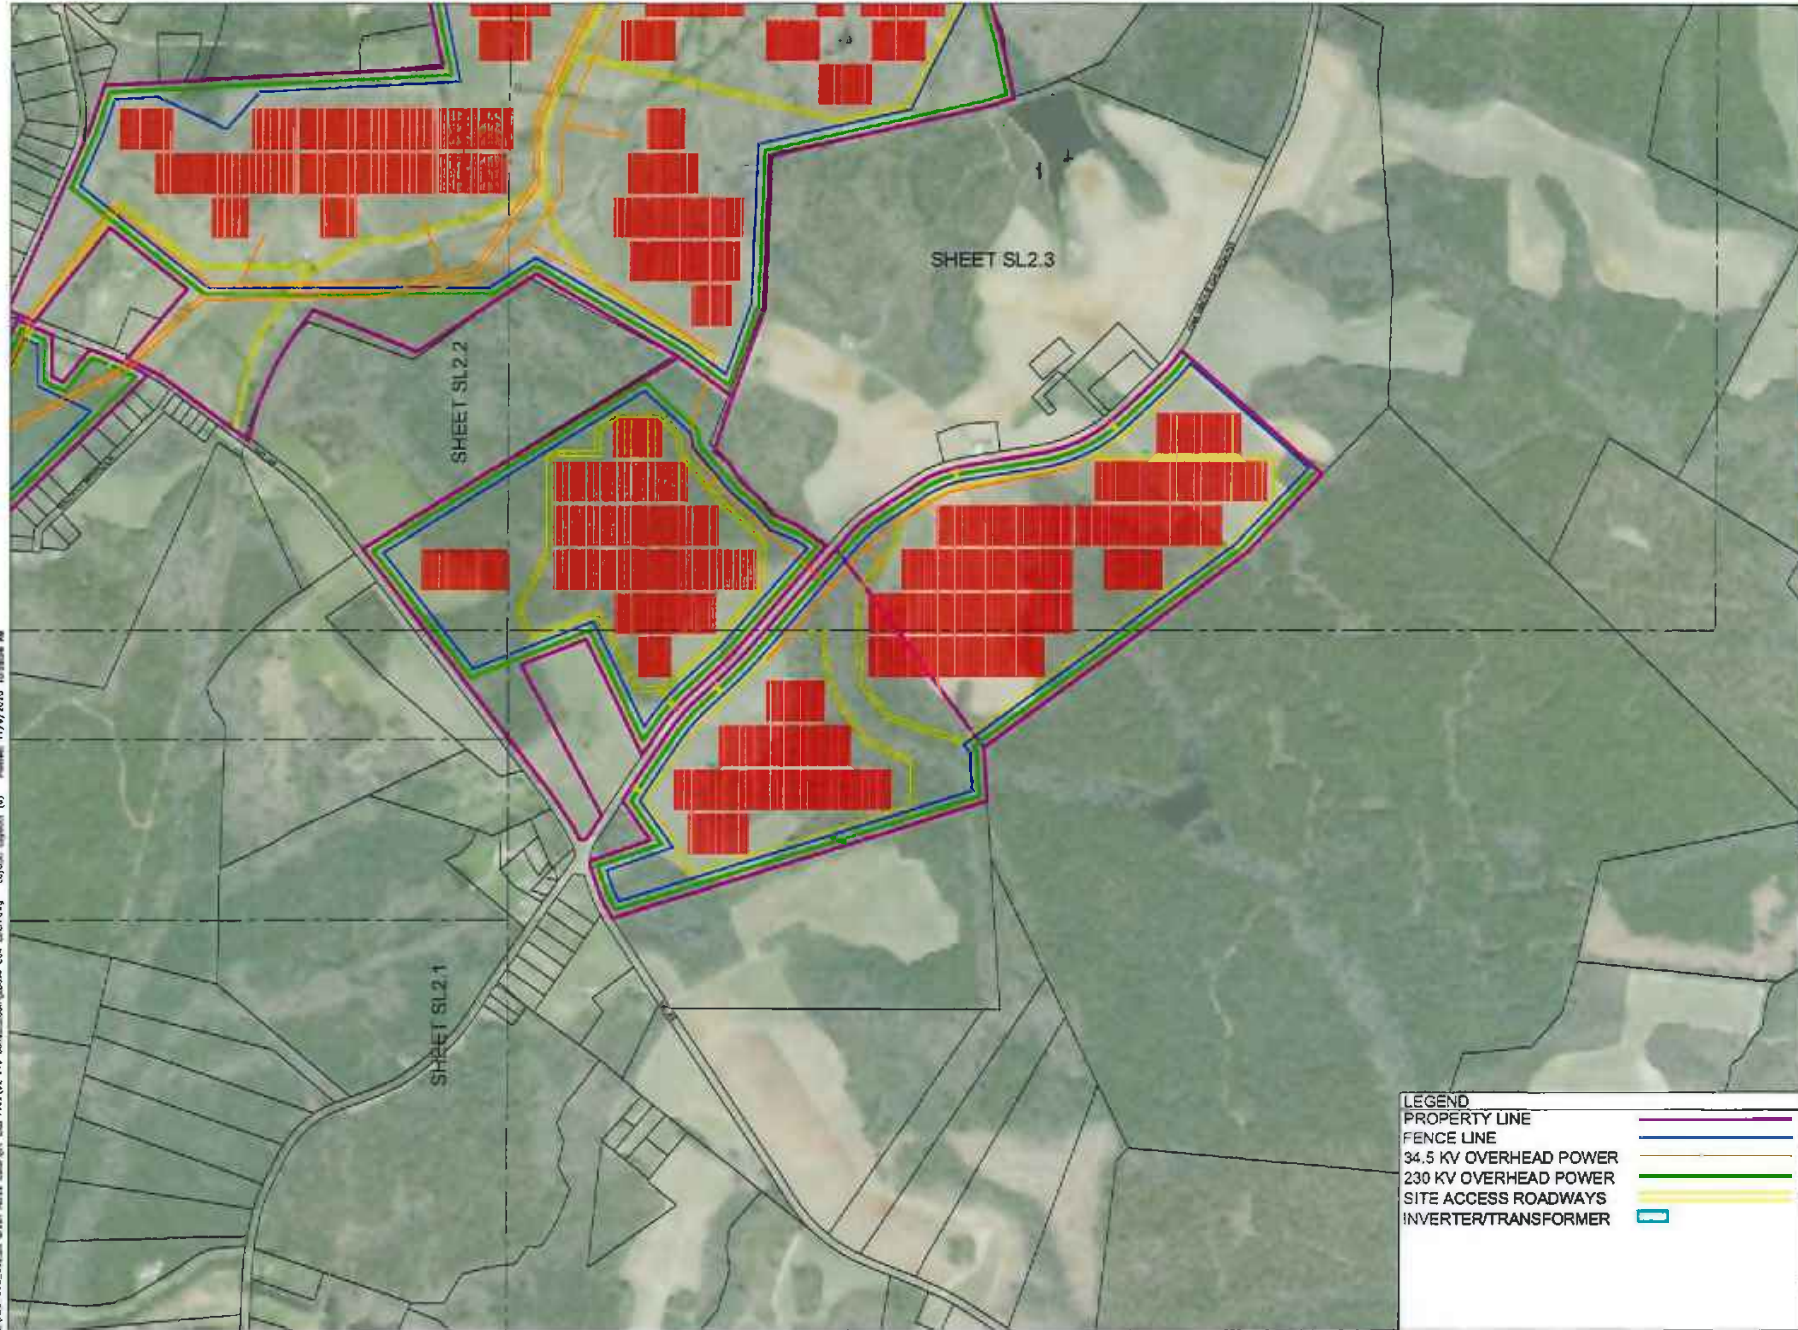 SHEET SL2.3
SHEET SL2.2
SHEET SL2.1
LEGEND
PROPERTY LINE
FENCE LINE
34.5 KV OVERHEAD POWER
230 KV OVERHEAD POWER
SITE ACCESS ROADWAYS
INVERTER/TRANSFORMER